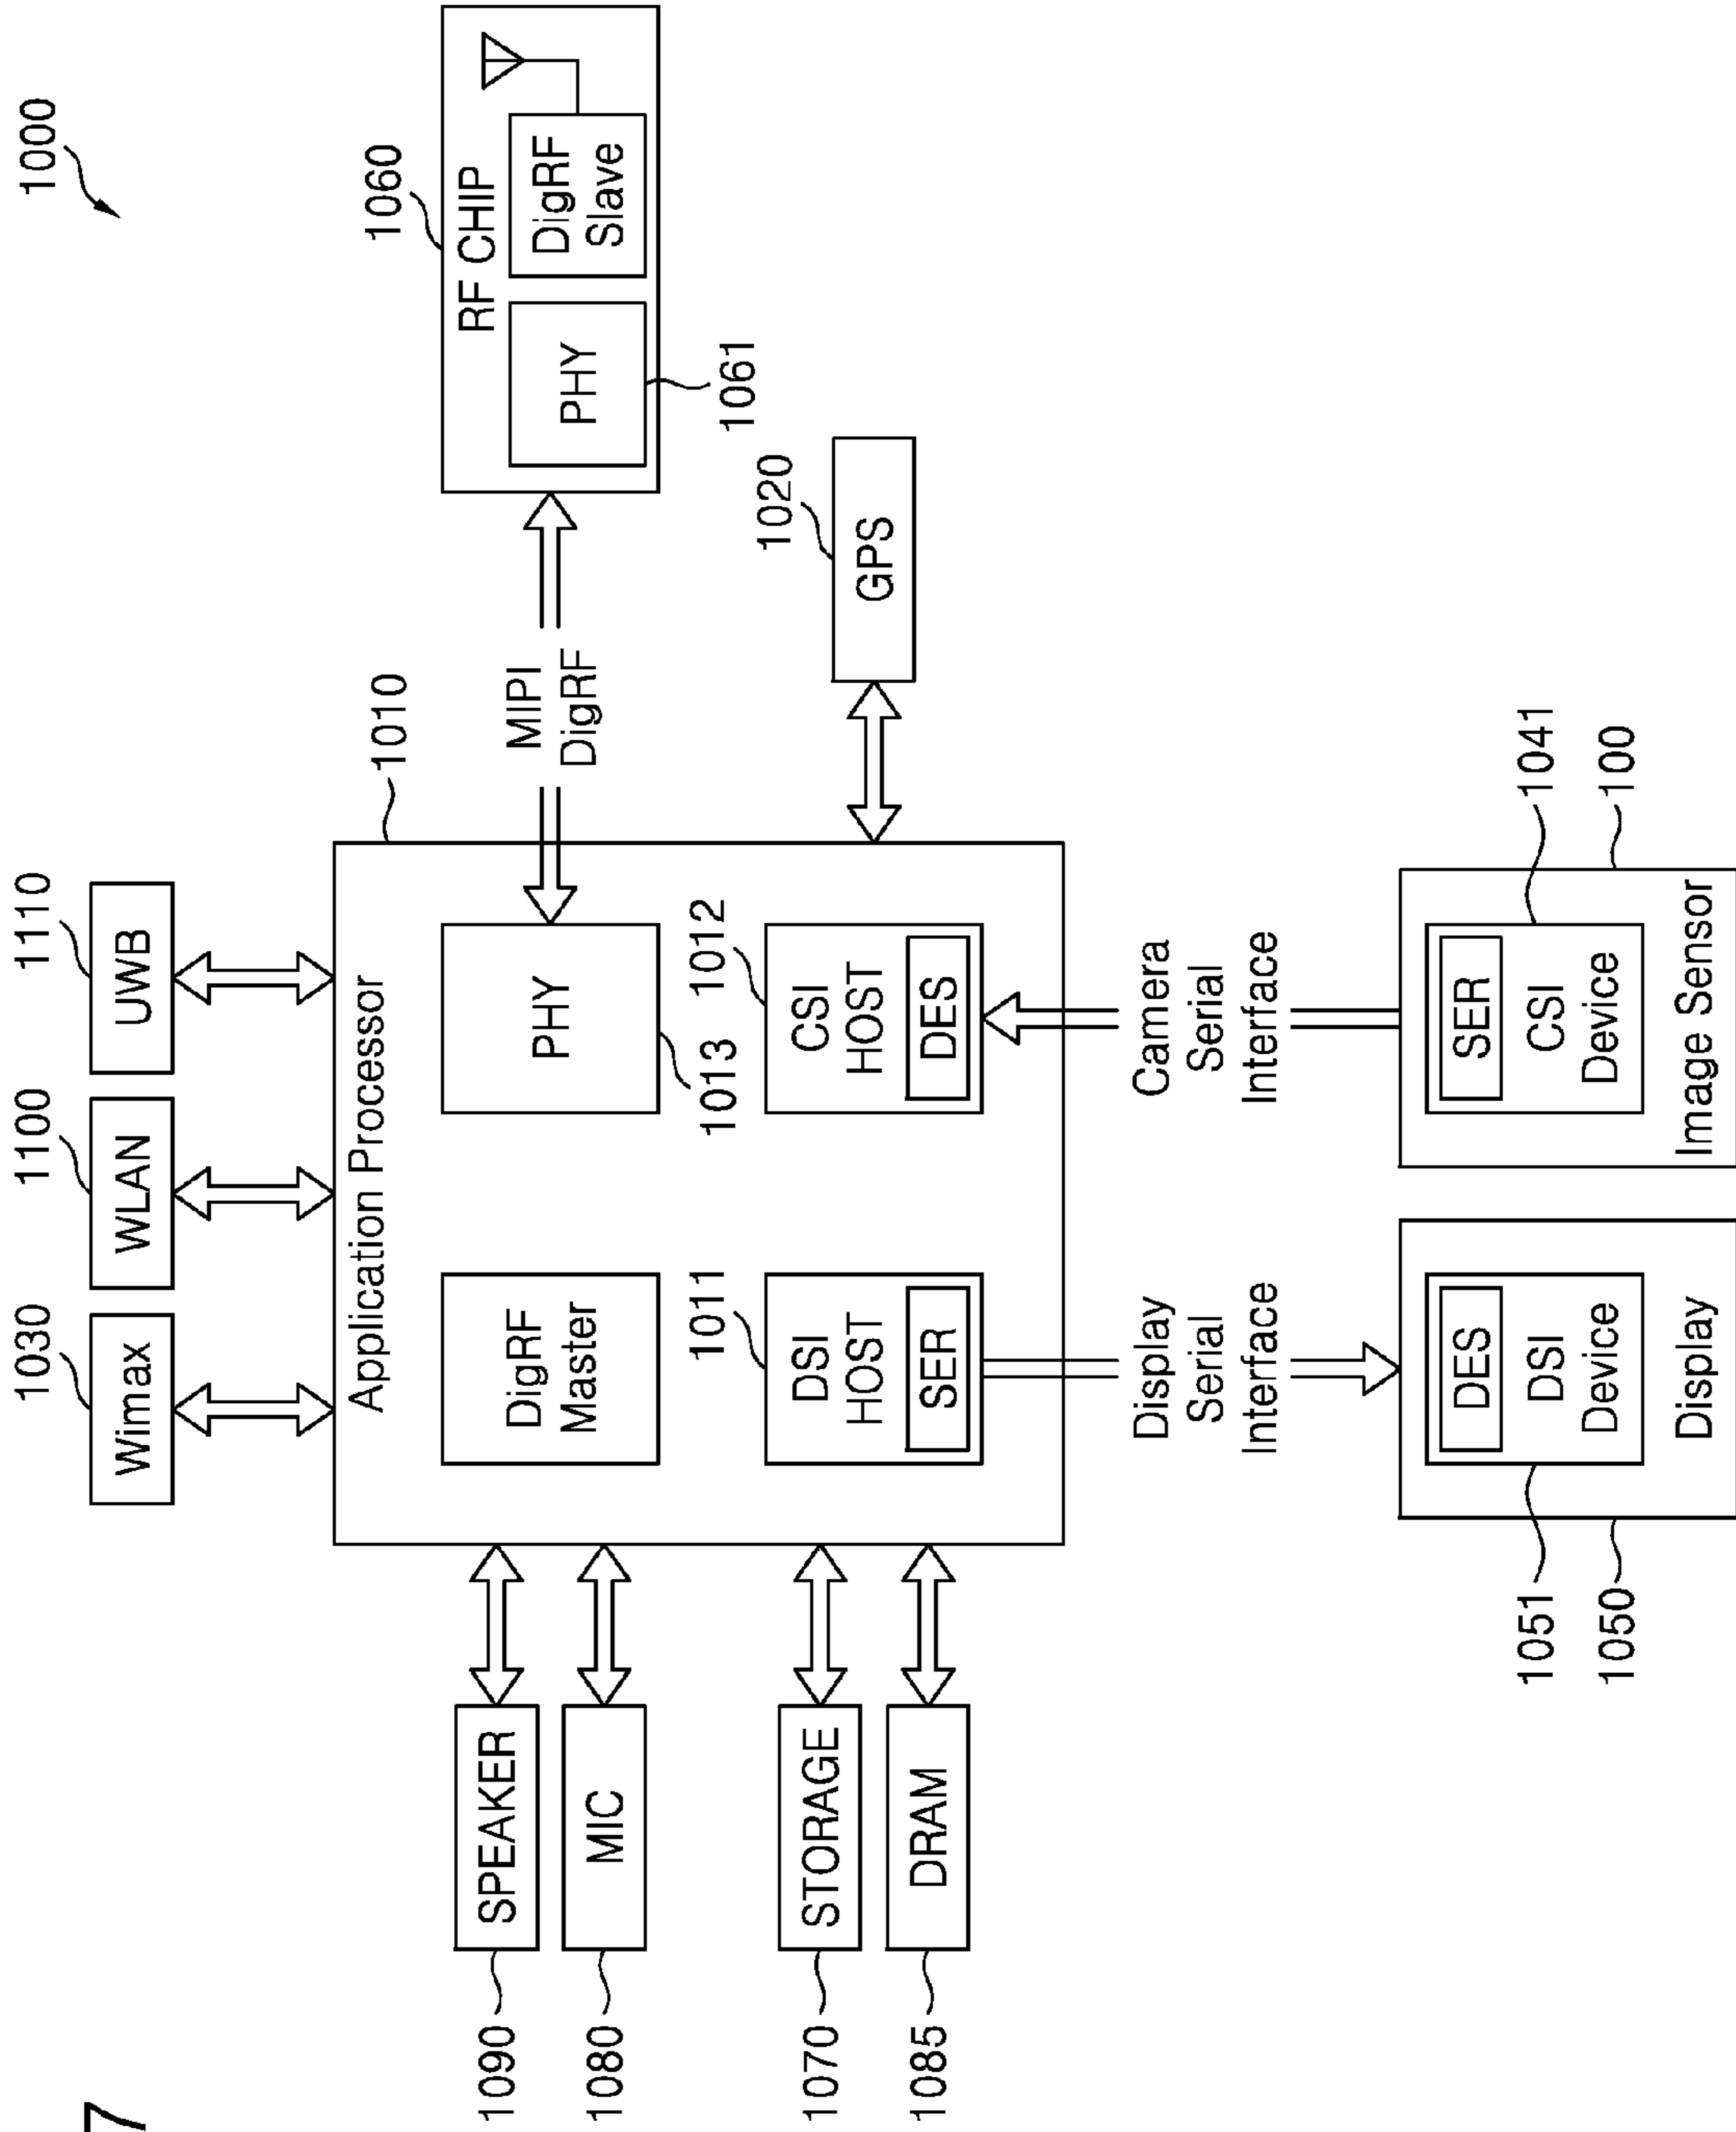 7
1000
1030
1100
1110
Wimax
WLAN
UWB
1010
1060
Application Processor
RF CHIP
SPEAKER
1090
MIC
1080
DigRF
Master
PHY
1013
MIPI
DigRF
PHY
DigRF
Slave
1061
STORAGE
1070
DRAM
1085
1011
DSI
HOST
SER
1012
CSI
HOST
DES
1020
GPS
Display
Serial
Interface
Camera
Serial
Interface
1051
DES
DSI
Device
1050
Display
SER
CSI
Device
1041
Image Sensor
100